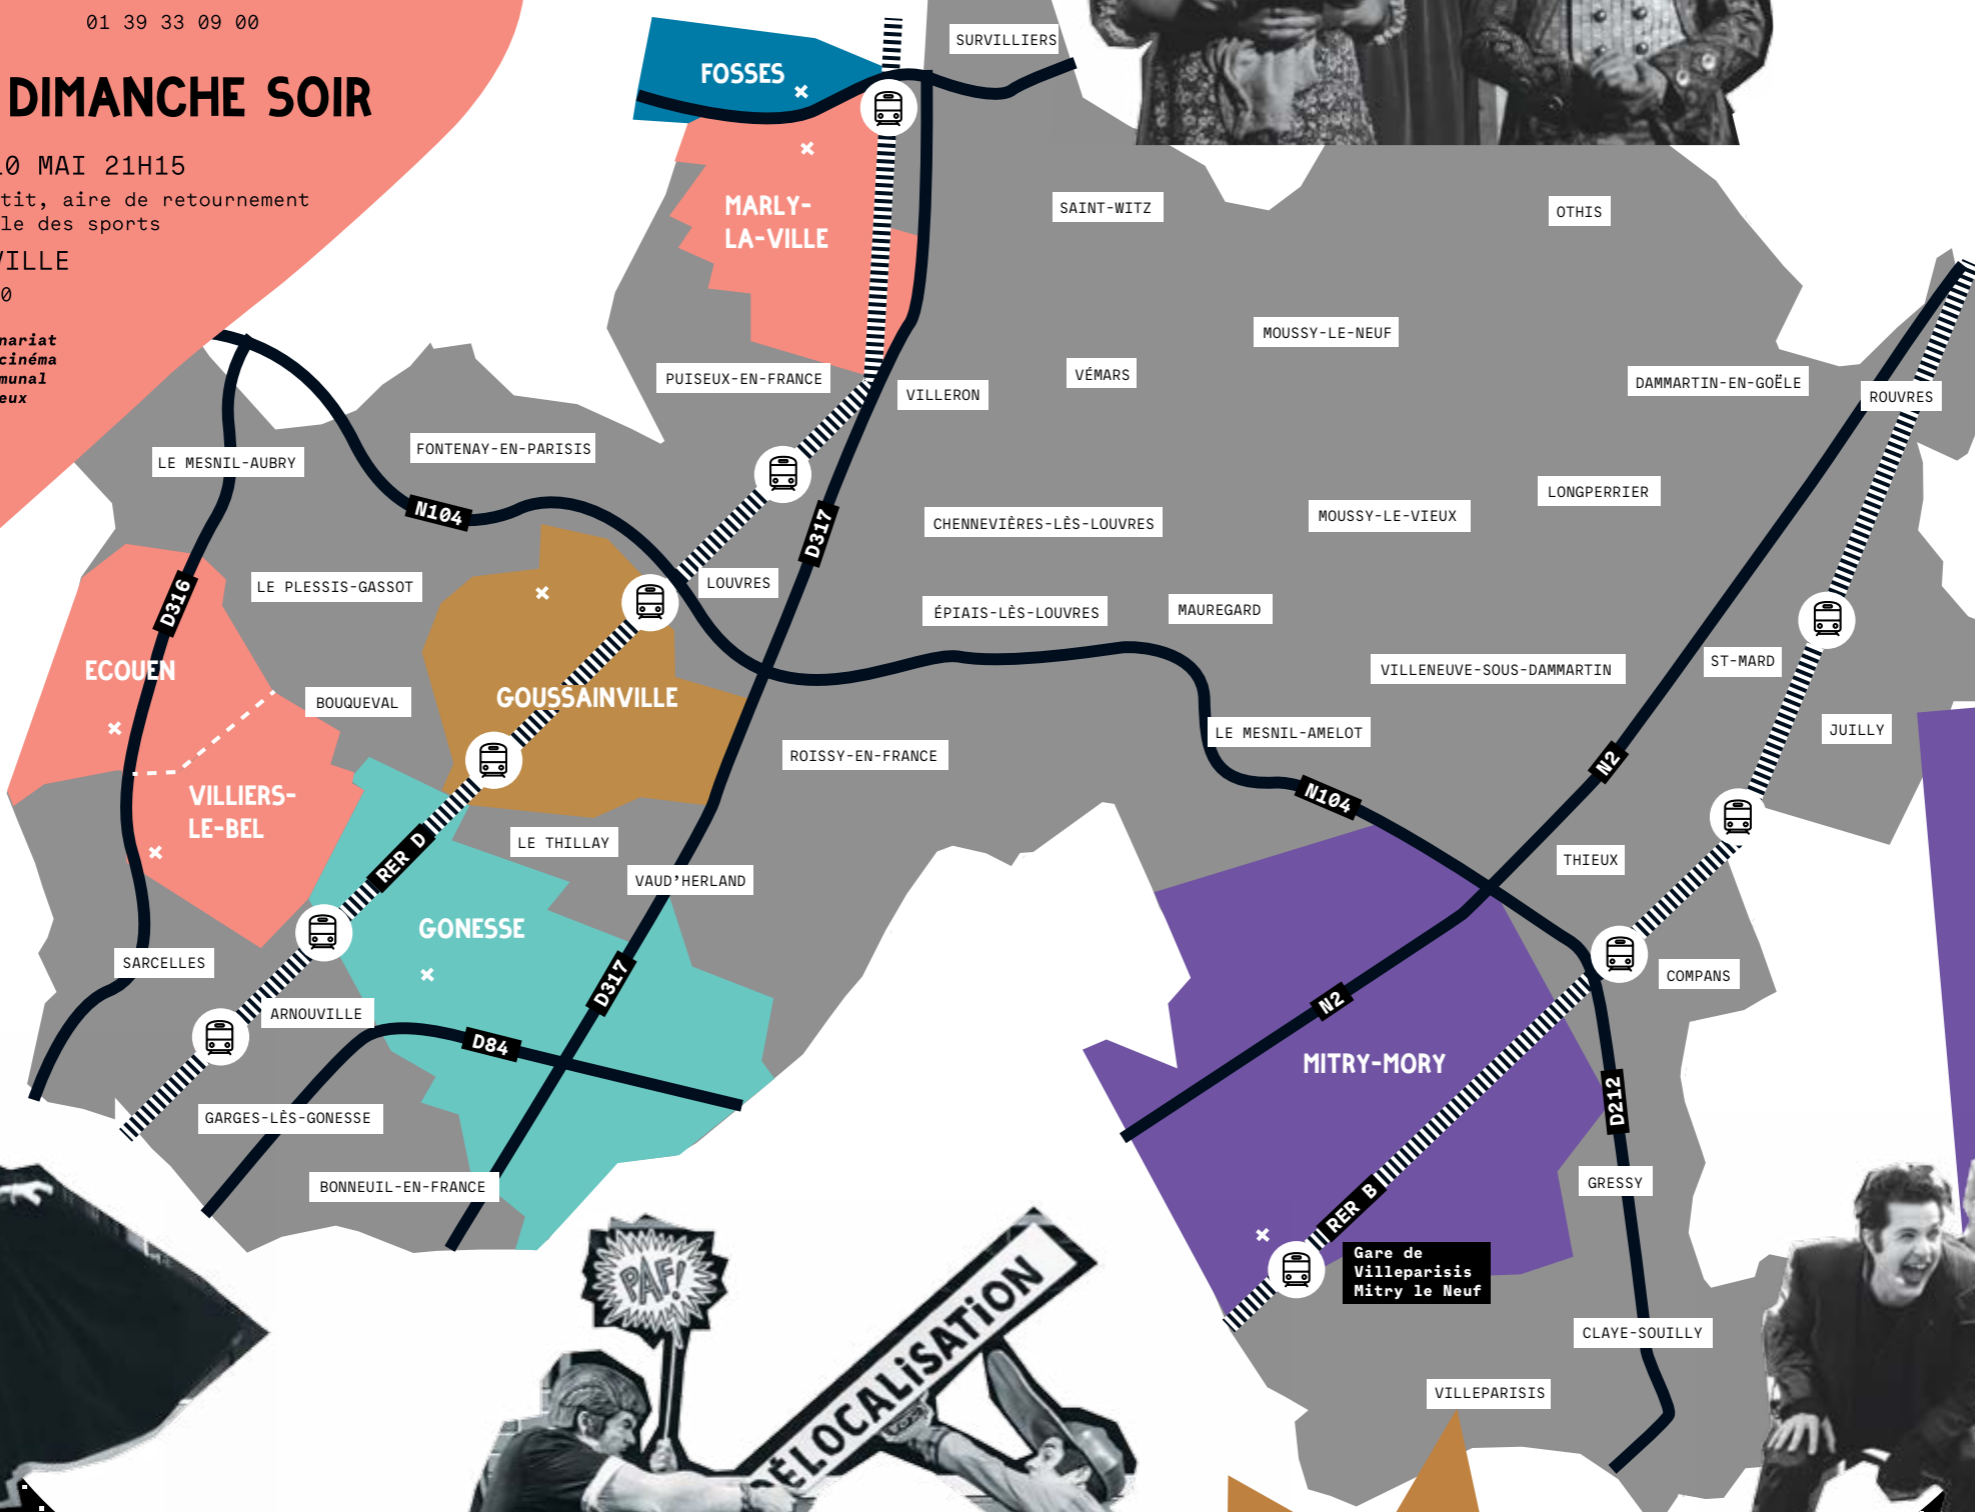 01 39 33 09 00
DIMANCHE SOIR
10 MAI 21H15
tit, aire de retournement
le des sports
VILLE
0
nariat
cinéma
munal
eux
SURVILLIERS
FOSSES
MARLY-
LA-VILLE
SAINT-WITZ
OTHIS
MOUSSY-LE-NEUF
PUISEUX-EN-FRANCE
VILLERON
VÉMARS
DAMMARTIN-EN-GOËLE
ROUVRES
LE MESNIL-AUBRY
FONTENAY-EN-PARISIS
N104
D317
CHENNEVIÈRES-LÈS-LOUVRES
MOUSSY-LE-VIEUX
LONGPERRIER
D316
LE PLESSIS-GASSOT
LOUVRES
ÉPIAIS-LÈS-LOUVRES
MAUREGARD
ECOUEN
BOUQUEVAL
GOUSSAINVILLE
VILLENEUVE-SOUS-DAMMARTIN
ST-MARD
ROISSY-EN-FRANCE
LE MESNIL-AMELOT
JUILLY
N2
N104
VILLIERS-
LE-BEL
RER D
LE THILLAY
VAUD'HERLAND
THIEUX
GONESSE
SARCELLES
D317
COMPANS
N2
ARNOUVILLE
D84
MITRY-MORY
D212
GARGES-LÈS-GONESSE
BONNEUIL-EN-FRANCE
GRESSY
RER B
Gare de
Villeparisis
Mitry le Neuf
PAF!
DÉLOCALiSATiON
CLAYE-SOUILLY
VILLEPARISIS